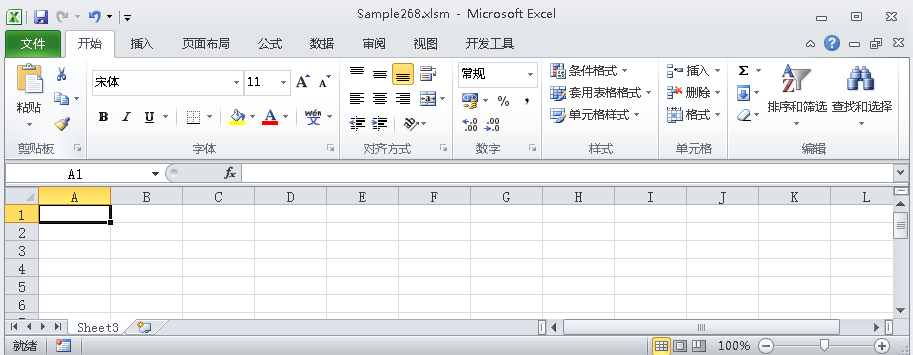 Sample268.xlsm - Microsoft Excel
文件 开始 插入 页面布局 公式 数据 审阅 视图 开发工具
宋体 11 A A 常规 条件格式 插入 Σ
粘贴 套用表格格式 删除 排序和筛选 查找和选择
B I U A wén 文 % , 单元格样式 格式
剪贴板 字体 对齐方式 数字 样式 单元格 编辑
A1 fx
A B C D E F G H I J K L
1
2
3
4
5
6
Sheet3
就绪 100%